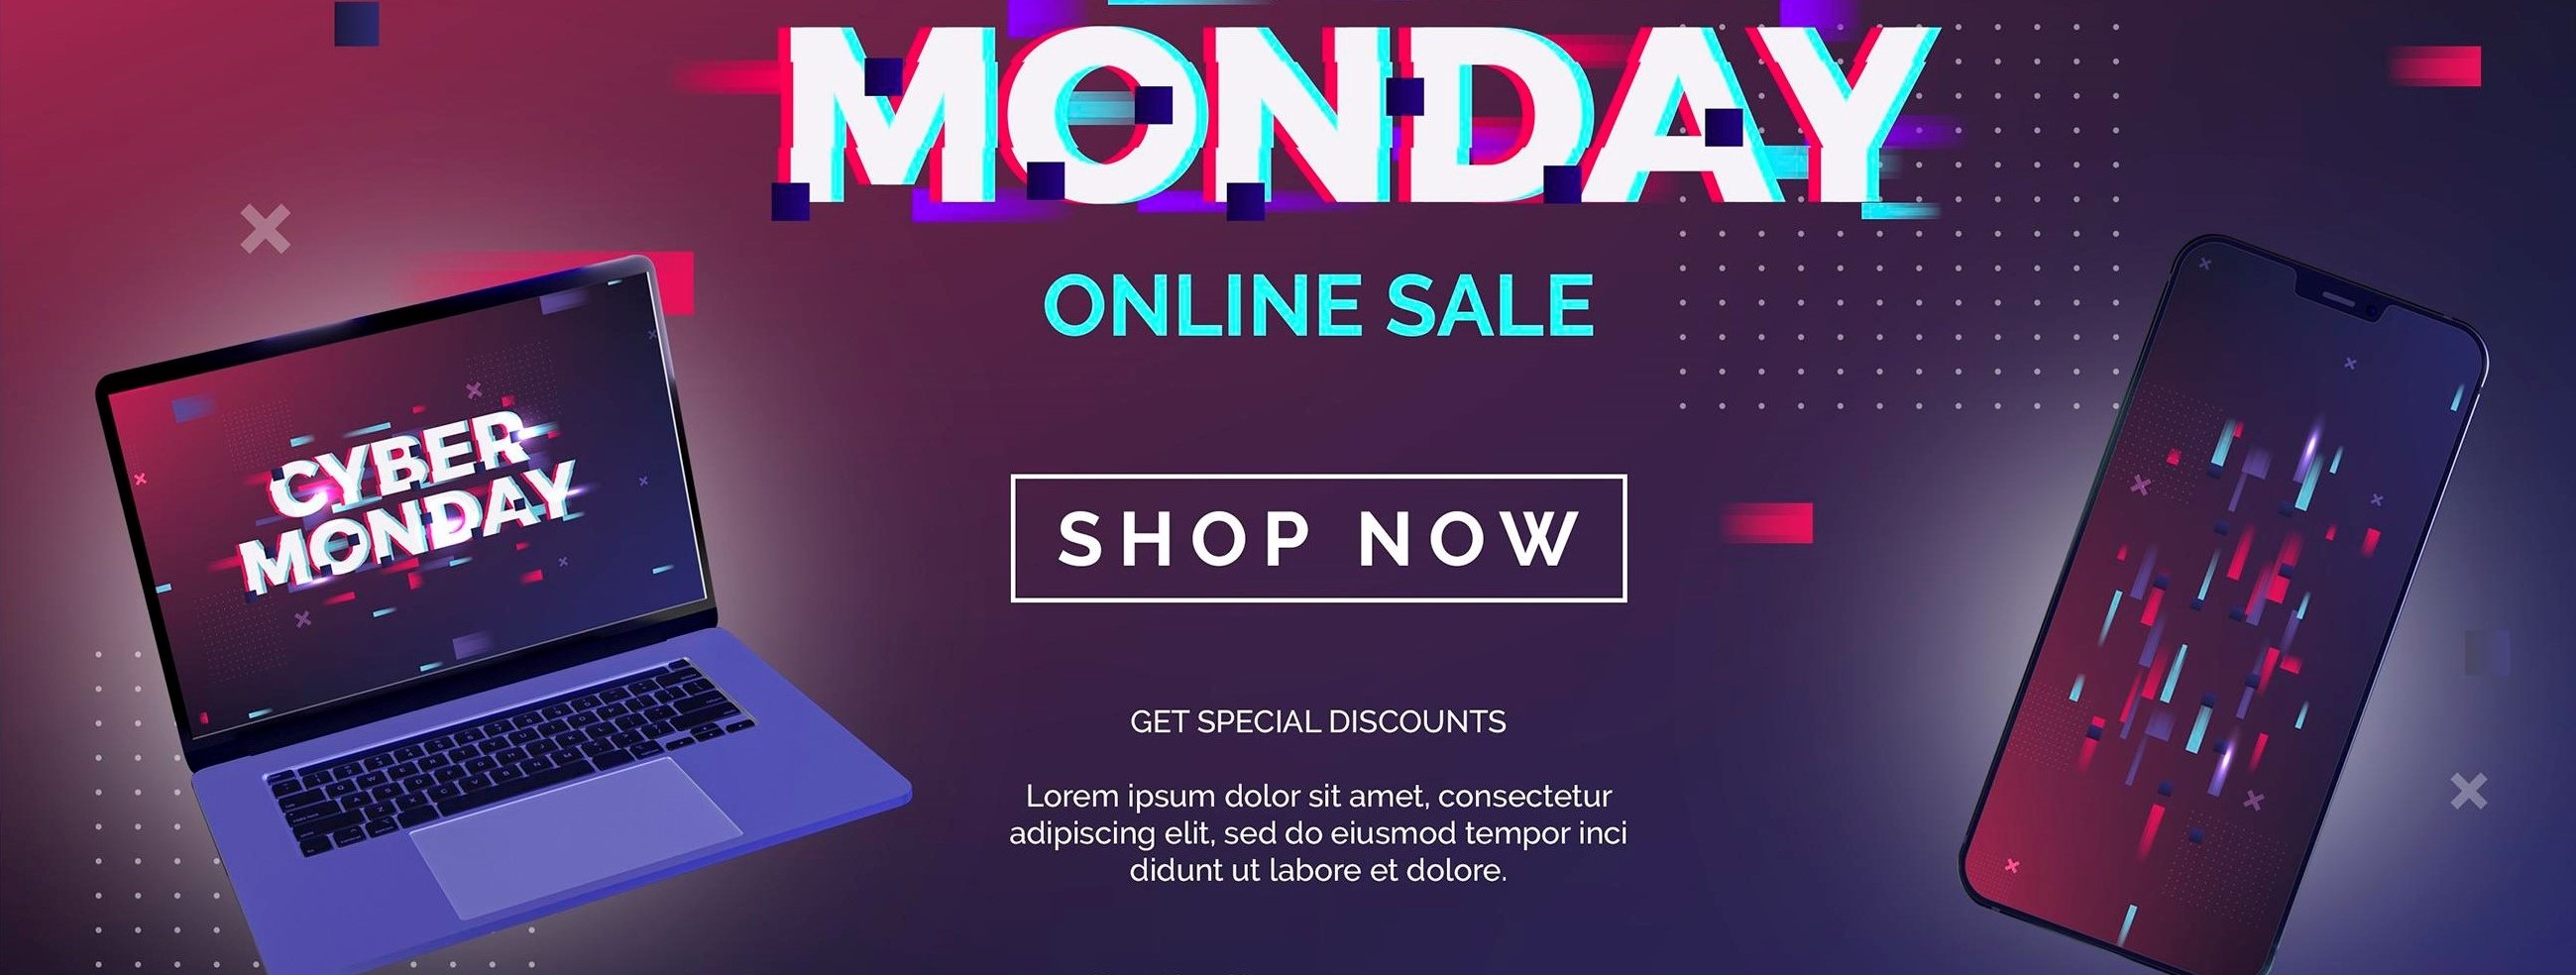 MONDAY
ONLINE SALE
CYBER
MONDAY
SHOP NOW
GET SPECIAL DISCOUNTS
Lorem ipsum dolor sit amet, consectetur
adipiscing elit, sed do eiusmod tempor inci
didunt ut labore et dolore.